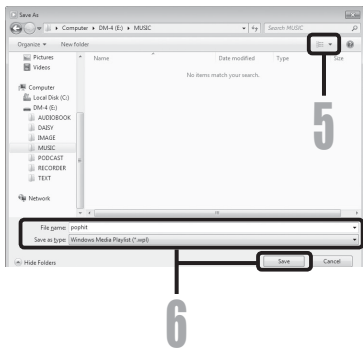 Save As
Computer ▸ DM-4 (E:) ▸ MUSIC
Search MUSIC
Organize ▾ New folder
Pictures
Videos
Computer
Local Disk (C:)
DM-4 (E:)
AUDIOBOOK
DAISY
IMAGE
MUSIC
PODCAST
RECORDER
TEXT
Network
Name Date modified Type Size
No items match your search.
5
File name: pophit
Save as type: Windows Media Playlist (*.wpl)
Hide Folders
Save Cancel
6